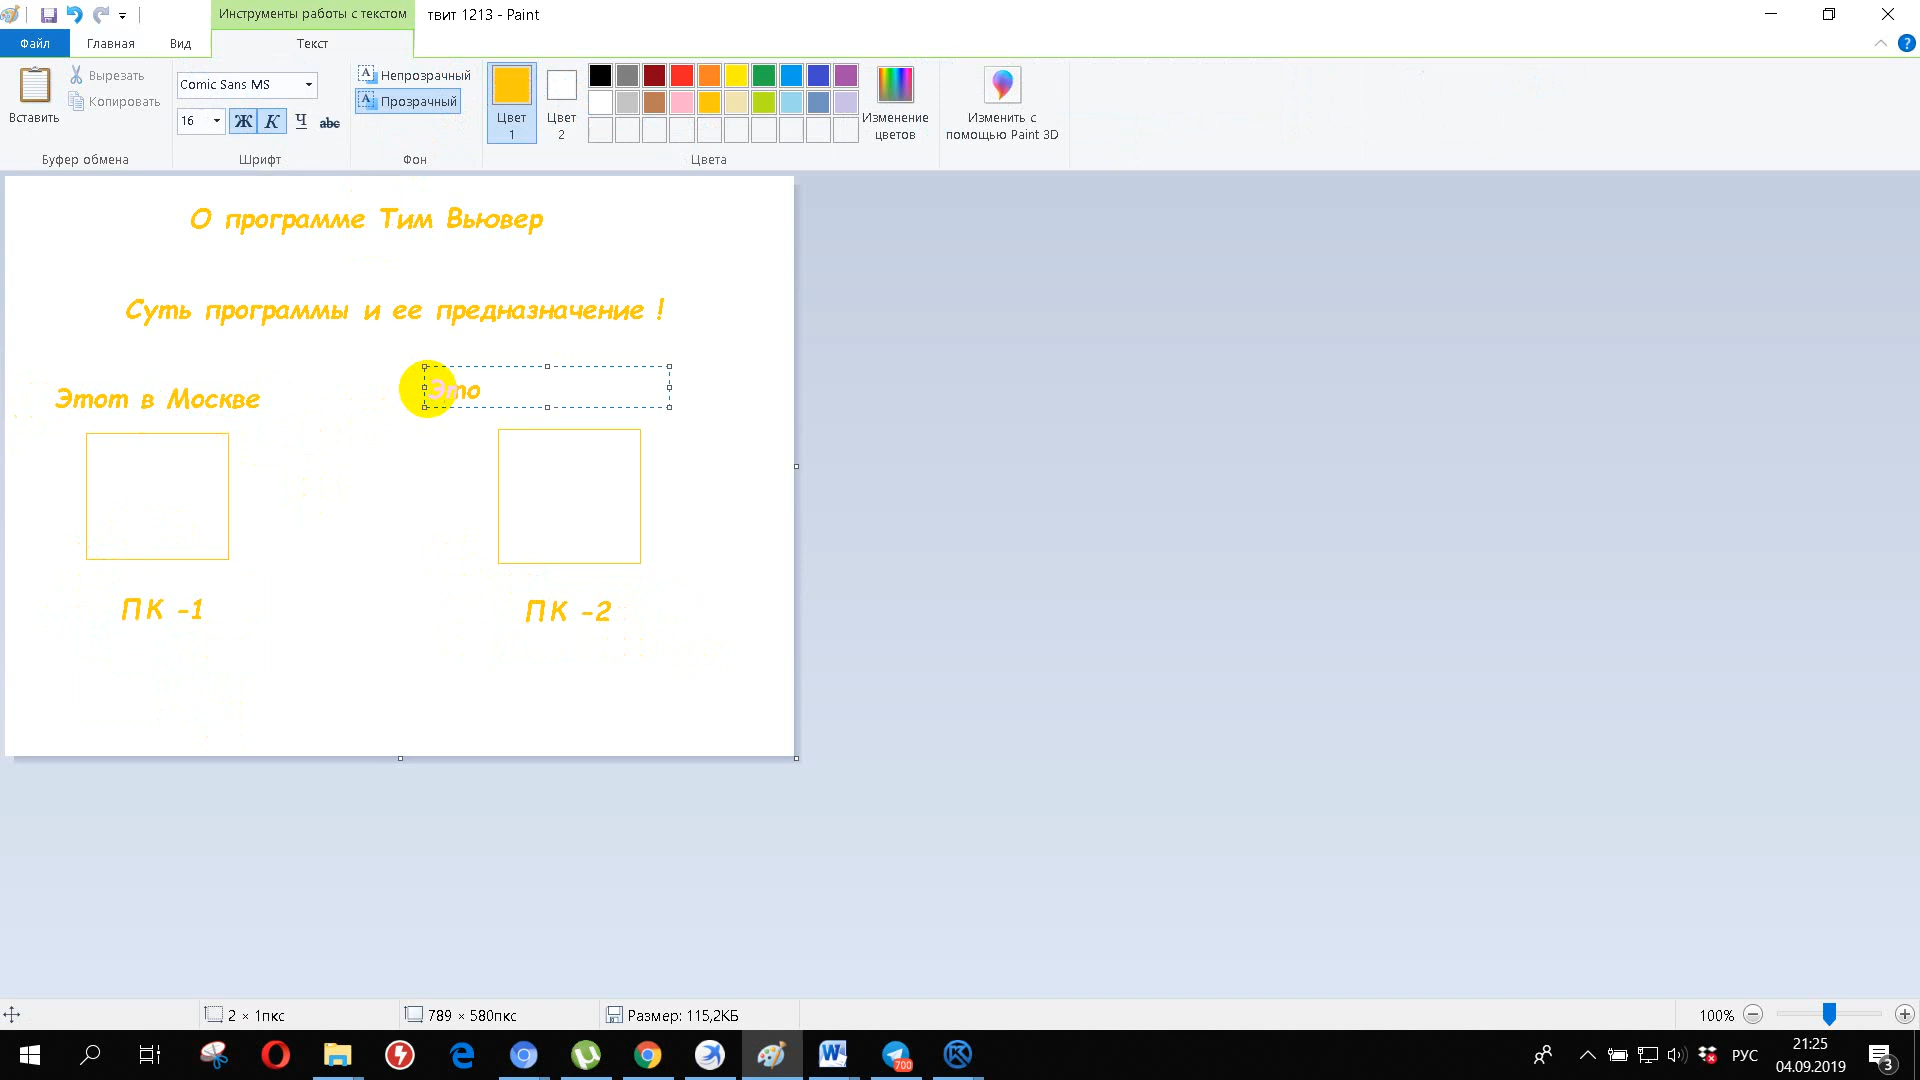 Инструменты работы с текстом
твит 1213 - Paint
Файл
Главная
Вид
Текст
Вставить
Вырезать
Копировать
Буфер обмена
Comic Sans MS
16
Ж К Ч abc
Шрифт
Непрозрачный
Прозрачный
Фон
Цвет
1
Цвет
2
Цвета
Изменение
цветов
Изменить с
помощью Paint 3D
О программе Тим Вьювер
Суть программы и ее предназначение !
Этот в Москве
Это
ПК -1
ПК -2
2 × 1пкс
789 × 580пкс
Размер: 115,2КБ
100%
700
РУС
21:25
04.09.2019
3